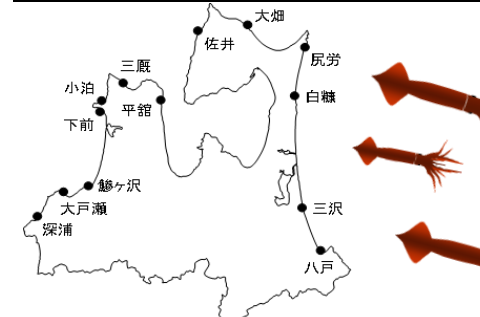 大畑
佐井
尻労
三厩
小泊
平舘
白糠
下前
鰺ヶ沢
大戸瀬
三沢
深浦
八戸